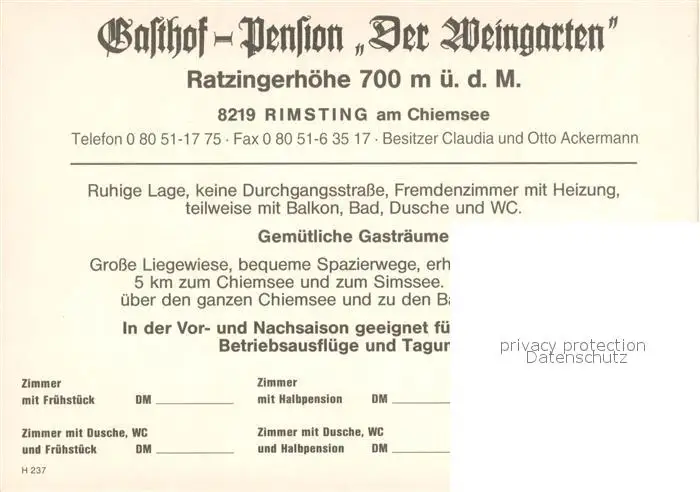 Gasthof - Pension „Der Weingarten"
Ratzingerhöhe 700 m ü. d. M.
8219 RIMSTING am Chiemsee
Telefon 0 80 51-17 75 · Fax 0 80 51-6 35 17 · Besitzer Claudia und Otto Ackermann
Ruhige Lage, keine Durchgangsstraße, Fremdenzimmer mit Heizung,
teilweise mit Balkon, Bad, Dusche und WC.
Gemütliche Gasträume
Große Liegewiese, bequeme Spazierwege, erh
5 km zum Chiemsee und zum Simssee.
über den ganzen Chiemsee und zu den Ba
In der Vor- und Nachsaison geeignet fü
Betriebsausflüge und Tagun
privacy protection
Datenschutz
Zimmer
mit Frühstück DM
Zimmer
mit Halbpension DM
Zimmer mit Dusche, WC
und Frühstück DM
Zimmer mit Dusche, WC
und Halbpension DM
H 237